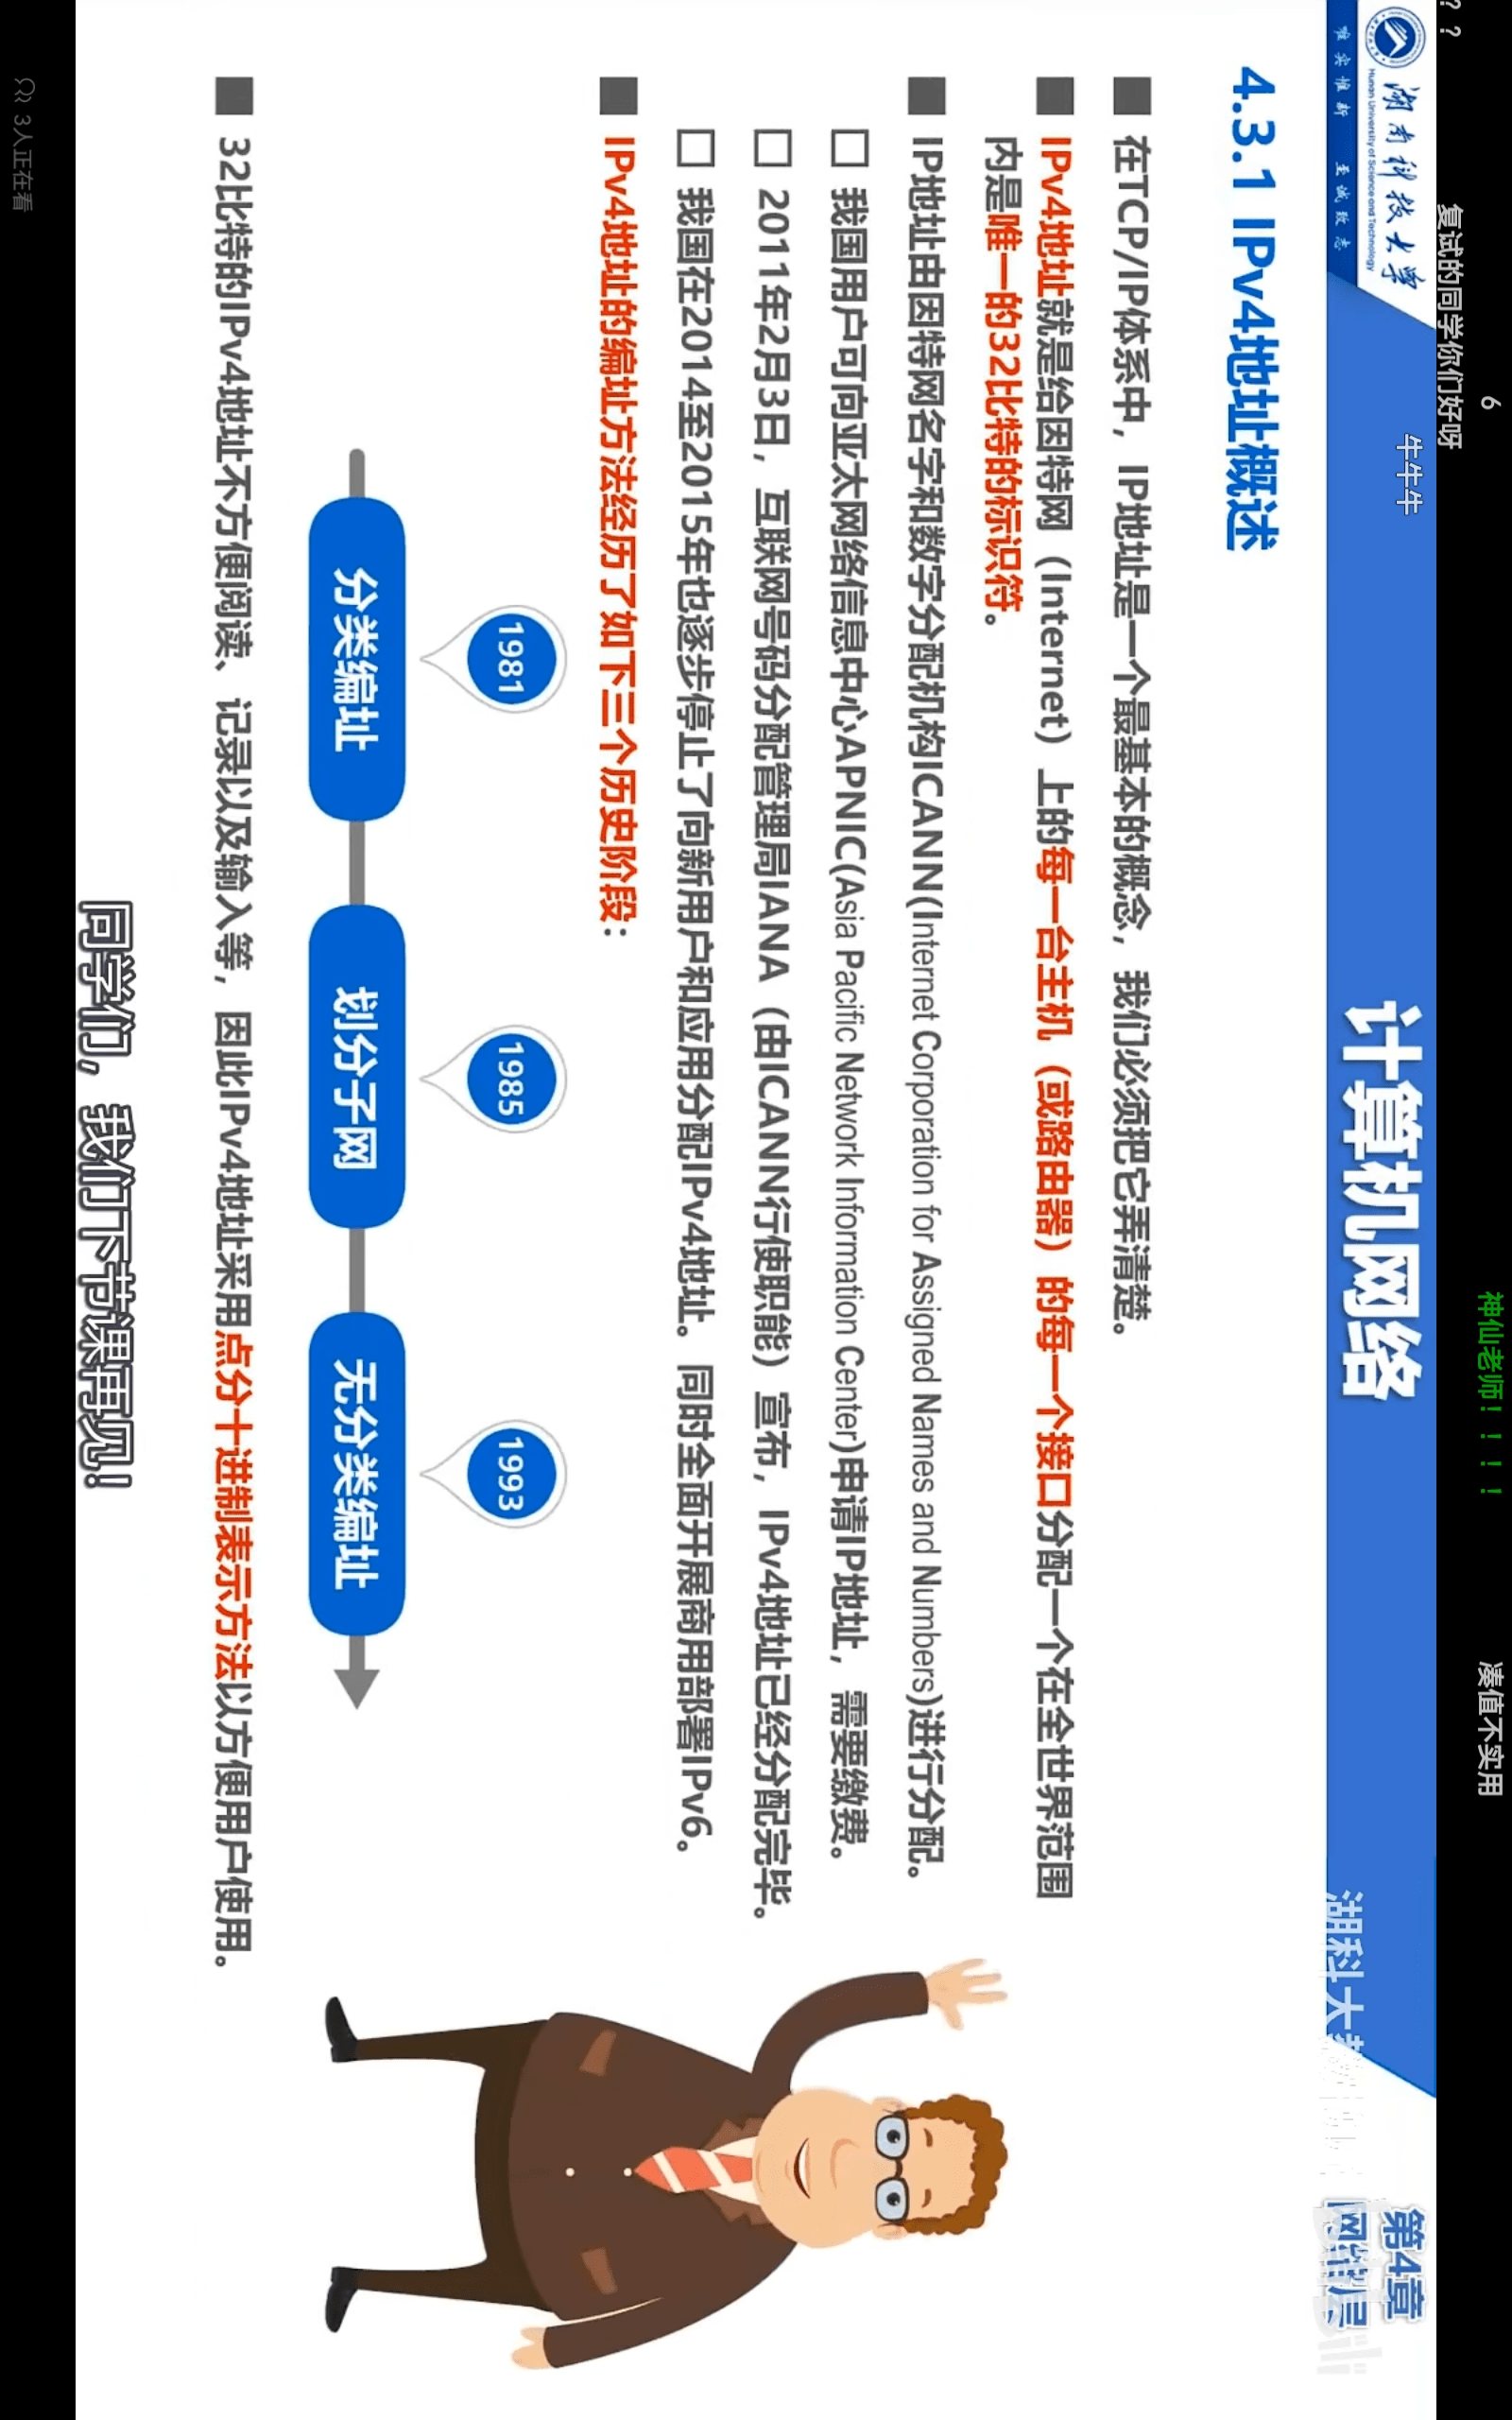 ? ?
复试的同学你们好呀
6
牛牛牛
神仙老师！！！！
凑值不实用
湖南科技大学
Hunan University of Science and Technology
唯实惟新 至诚致志
计算机网络
第4章
网络层
湖科大教
4.3.1 IPv4地址概述
■ 在TCP/IP体系中，IP地址是一个最基本的概念，我们必须把它弄清楚。
■ IPv4地址就是给因特网（Internet）上的每一台主机（或路由器）的每一个接口分配一个在全世界范围
内是唯一的32比特的标识符。
■ IP地址由因特网名字和数字分配机构ICANN(Internet Corporation for Assigned Names and Numbers)进行分配。
□ 我国用户可向亚太网络信息中心APNIC(Asia Pacific Network Information Center)申请IP地址，需要缴费。
□ 2011年2月3日，互联网号码分配管理局IANA（由ICANN行使职能）宣布，IPv4地址已经分配完毕。
□ 我国在2014至2015年也逐步停止了向新用户和应用分配IPv4地址。同时全面开展商用部署IPv6。
■ IPv4地址的编址方法经历了如下三个历史阶段：
1981
1985
1993
分类编址
划分子网
无分类编址
■ 32比特的IPv4地址不方便阅读、记录以及输入等，因此IPv4地址采用点分十进制表示方法以方便用户使用。
同学们，我们下节课再见！
3人正在看